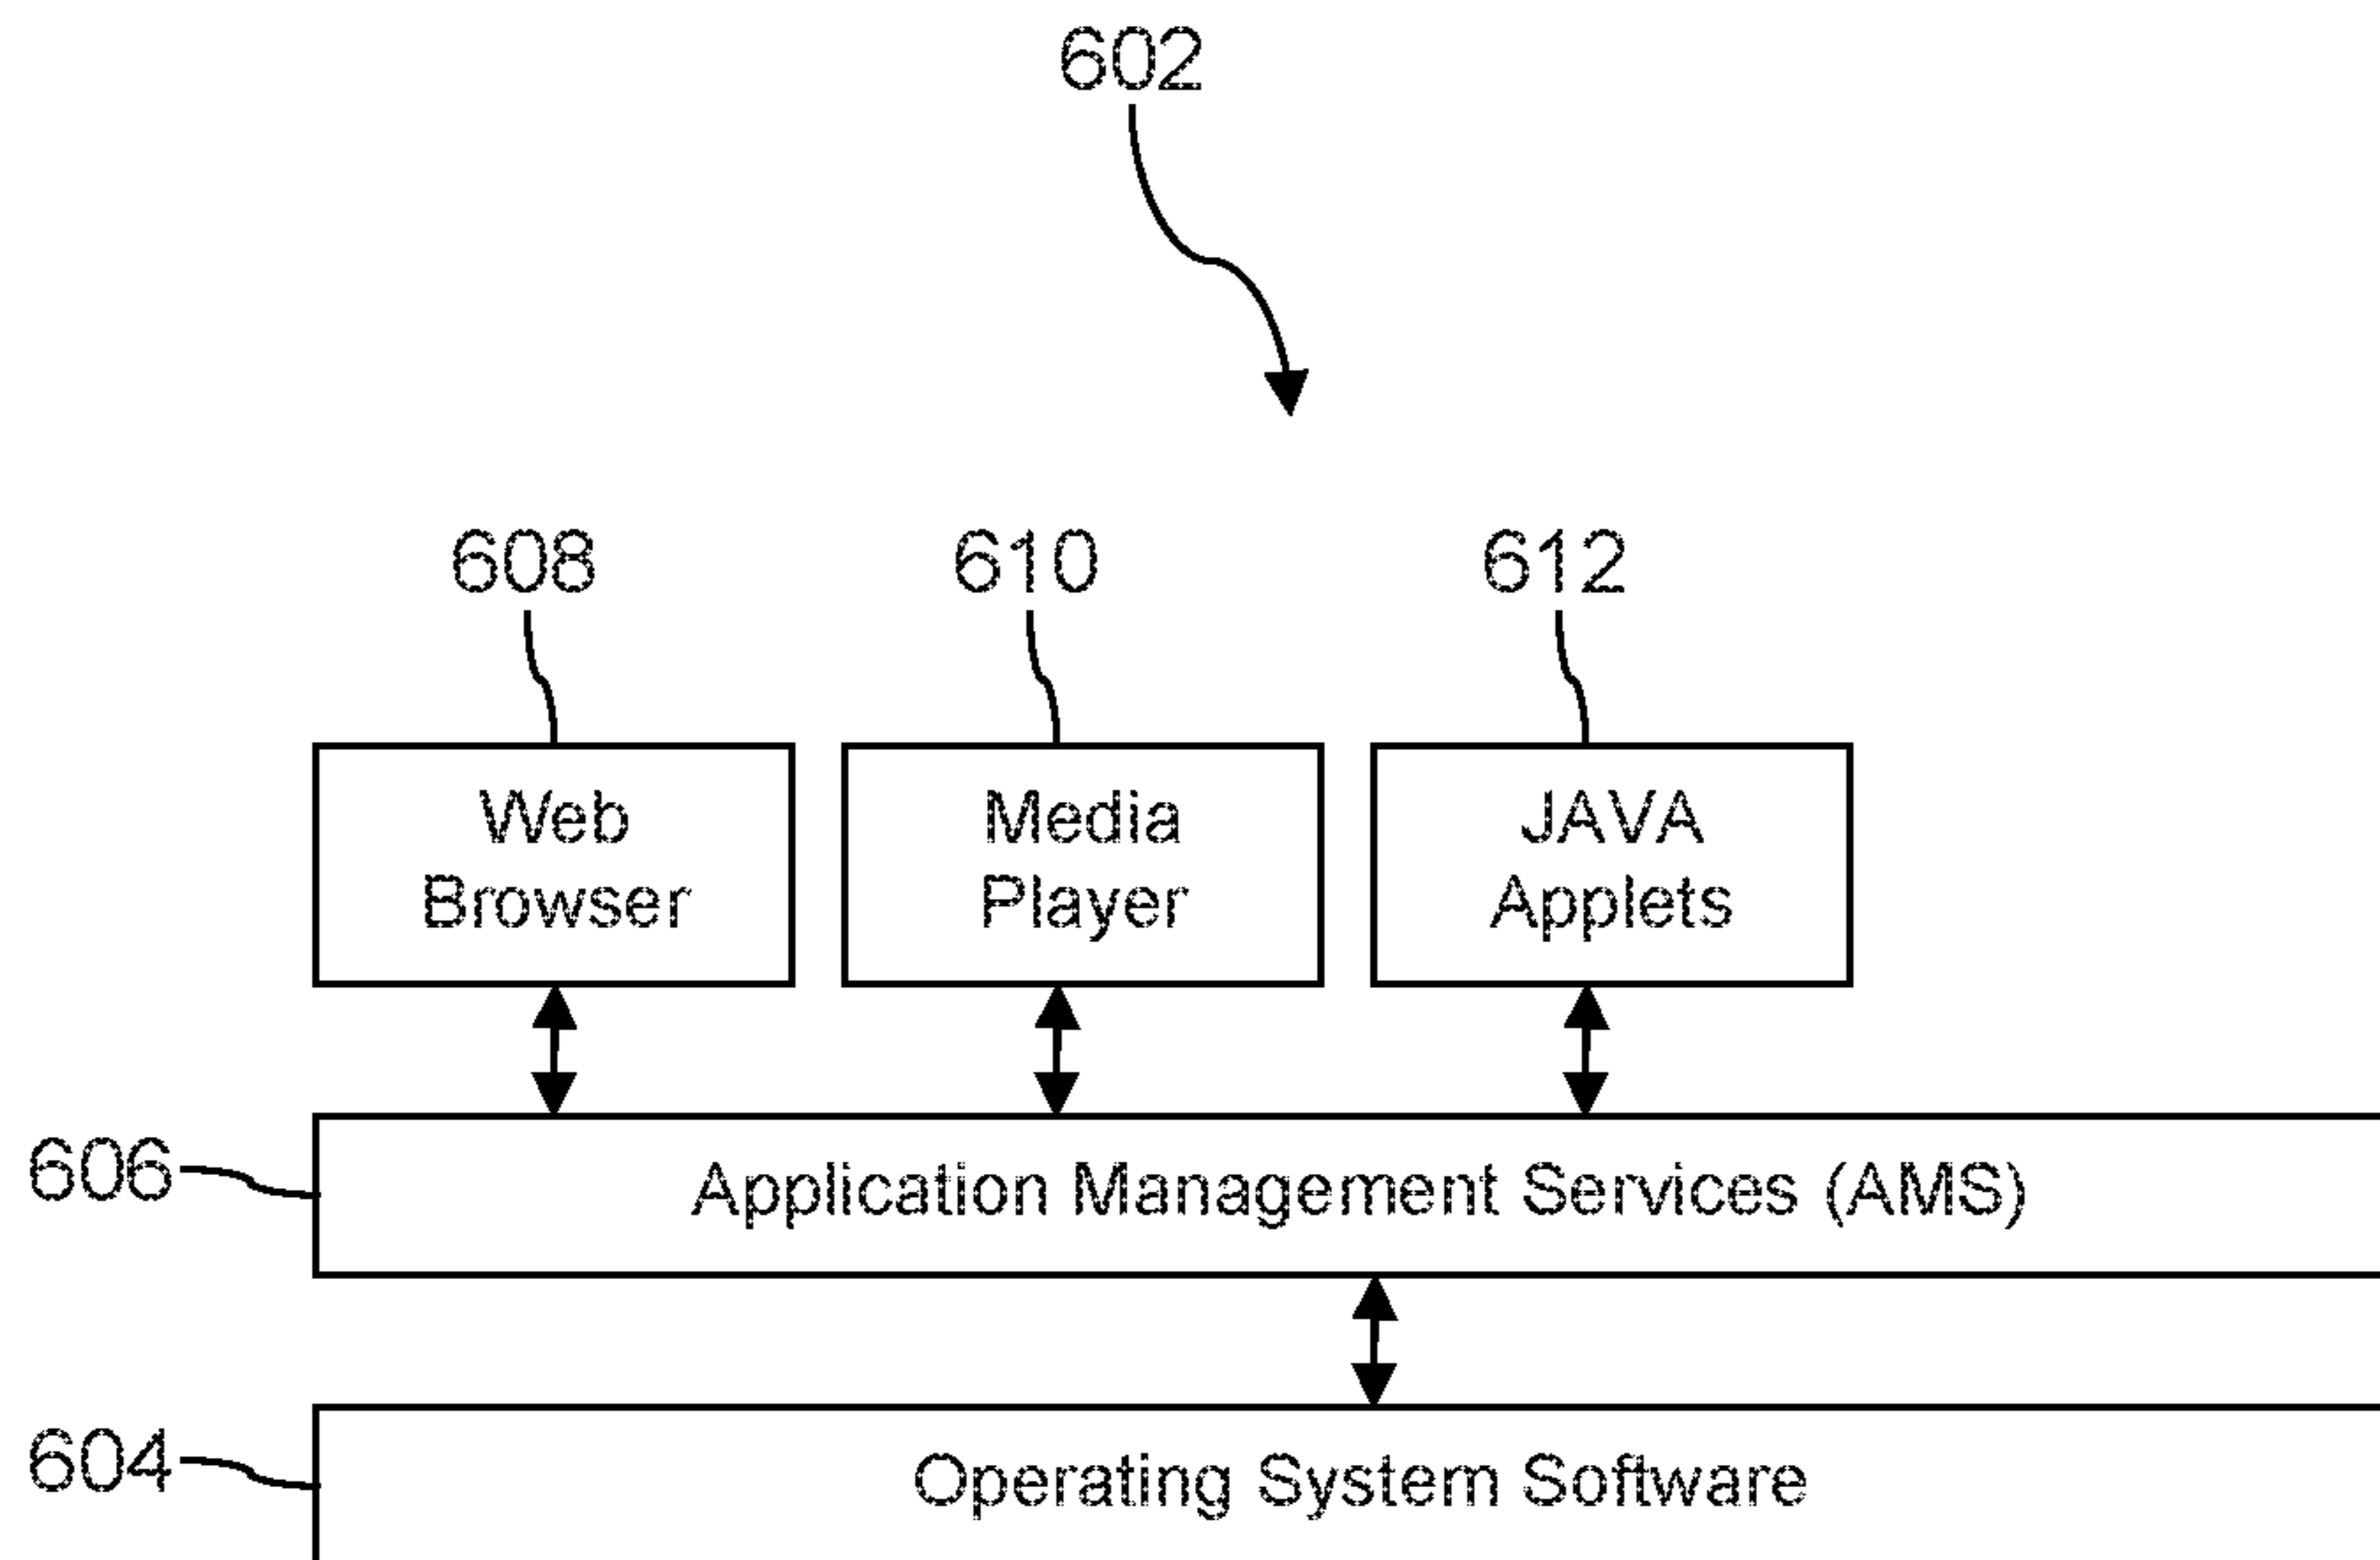 602
608
610
612
Web
Browser
Media
Player
JAVA
Applets
606
Application Management Services (AMS)
604
Operating System Software